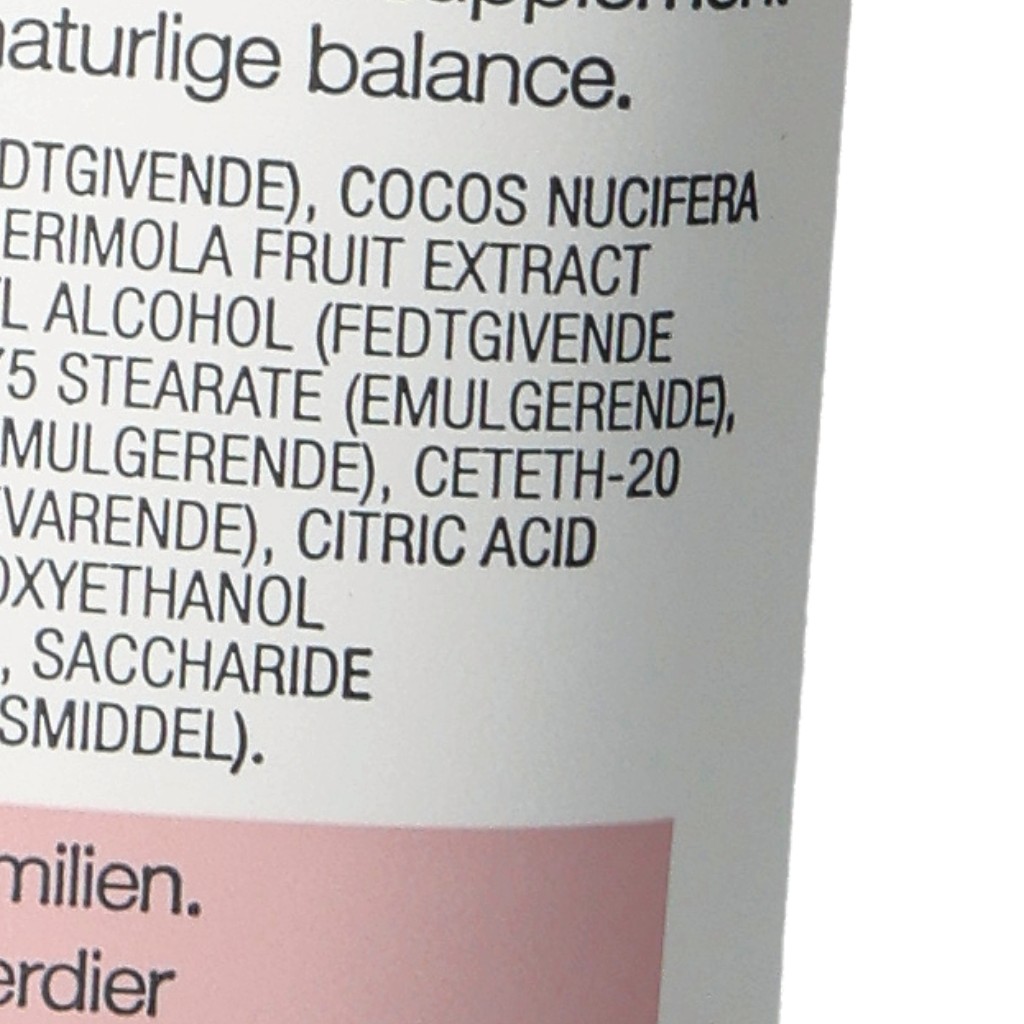 naturlige balance.
DTGIVENDE), COCOS NUCIFERA
ERIMOLA FRUIT EXTRACT
L ALCOHOL (FEDTGIVENDE
75 STEARATE (EMULGERENDE),
MULGERENDE), CETETH-20
VARENDE), CITRIC ACID
OXYETHANOL
, SACCHARIDE
SMIDDEL).
milien.
erdier